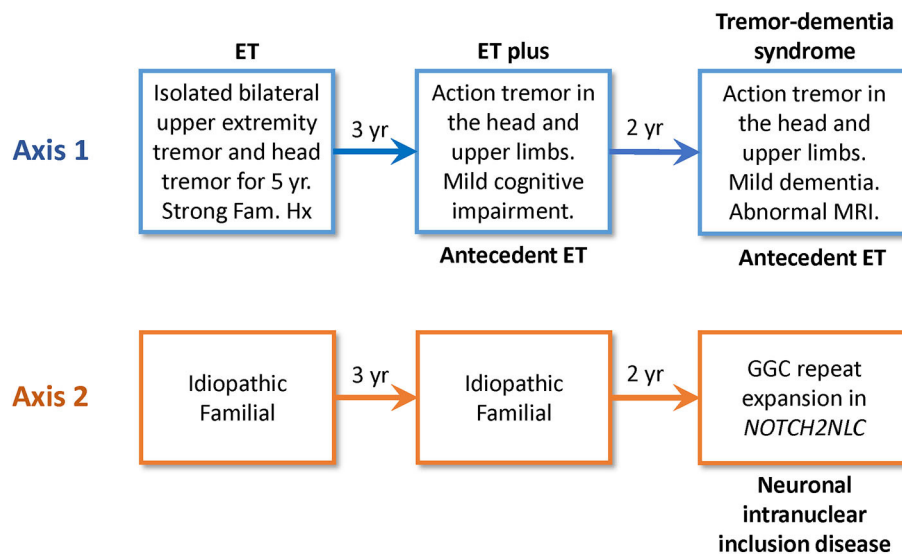 ET
Isolated bilateral
upper extremity
tremor and head
tremor for 5 yr.
Strong Fam. Hx
3 yr
ET plus
Action tremor in
the head and
upper limbs.
Mild cognitive
impairment.
Antecedent ET
2 yr
Tremor-dementia
syndrome
Action tremor in
the head and
upper limbs.
Mild dementia.
Abnormal MRI.
Antecedent ET
Axis 1
Axis 2
Idiopathic
Familial
3 yr
Idiopathic
Familial
2 yr
GGC repeat
expansion in
NOTCH2NLC
Neuronal
intranuclear
inclusion disease